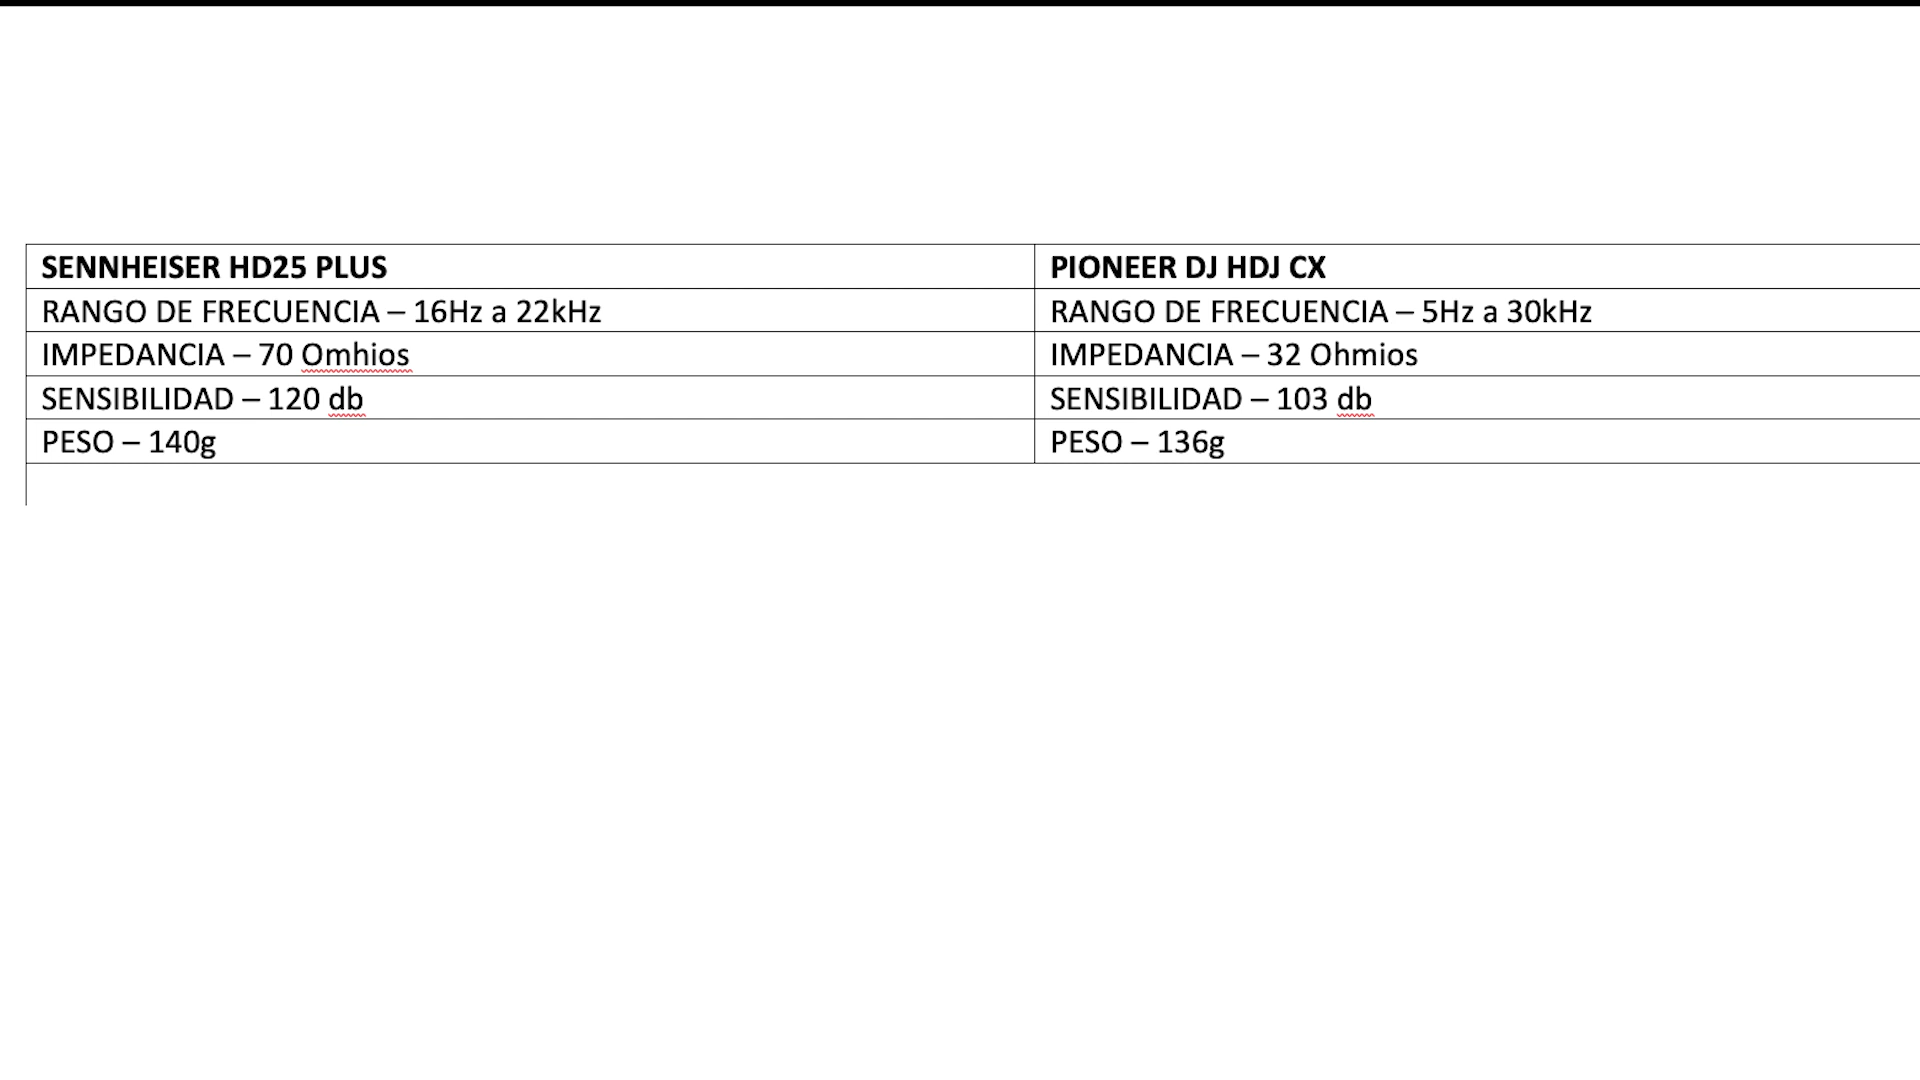 SENNHEISER HD25 PLUS
PIONEER DJ HDJ CX
RANGO DE FRECUENCIA – 16Hz a 22kHz
RANGO DE FRECUENCIA – 5Hz a 30kHz
IMPEDANCIA – 70 Omhios
IMPEDANCIA – 32 Ohmios
SENSIBILIDAD – 120 db
SENSIBILIDAD – 103 db
PESO – 140g
PESO – 136g